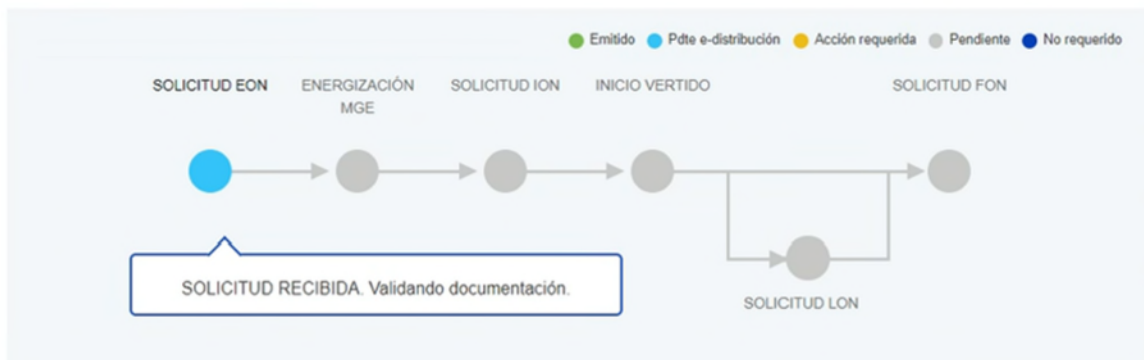 Emitido Pdte e-distribución Acción requerida Pendiente No requerido
SOLICITUD EON ENERGIZACIÓN SOLICITUD ION INICIO VERTIDO SOLICITUD FON
MGE
SOLICITUD RECIBIDA. Validando documentación.
SOLICITUD LON